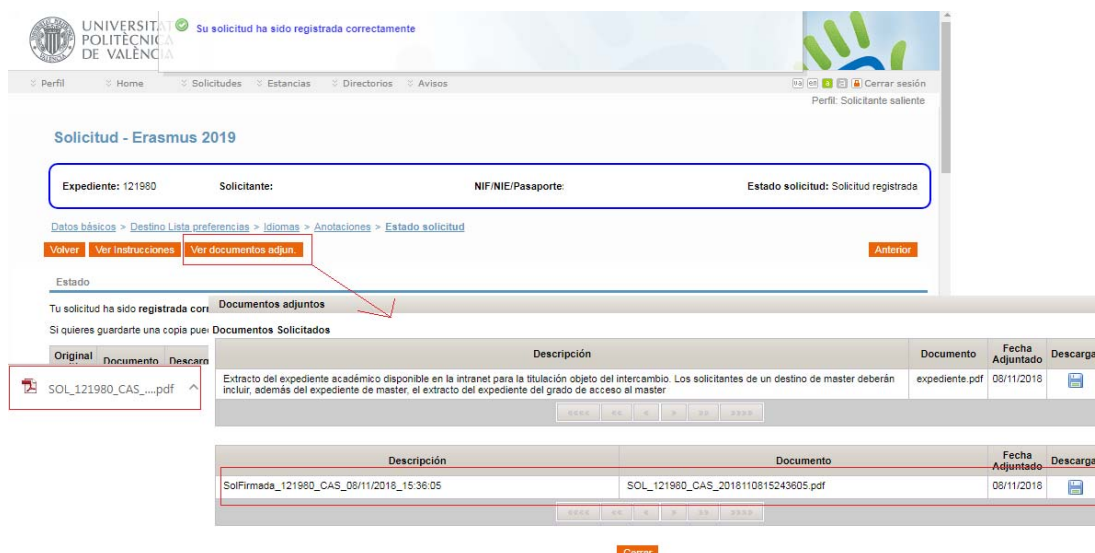 UNIVERSITAT
POLITÈCNICA
DE VALÈNCIA
Su solicitud ha sido registrada correctamente
Perfil Home Solicitudes Estancias Directorios Avisos
va en Cerrar sesión
Perfil: Solicitante saliente
Solicitud - Erasmus 2019
Expediente: 121980 Solicitante: NIF/NIE/Pasaporte: Estado solicitud: Solicitud registrada
Datos básicos > Destino Lista preferencias > Idiomas > Anotaciones > Estado solicitud
Volver Ver Instrucciones Ver documentos adjun. Anterior
Estado
Tu solicitud ha sido registrada corr
Si quieres guardarte una copia pue
Original Documento Descarg
SOL_121980_CAS_....pdf
Documentos adjuntos
Documentos Solicitados
Descripción Documento Fecha Adjuntado Descarga
Extracto del expediente académico disponible en la intranet para la titulación objeto del intercambio. Los solicitantes de un destino de master deberán expediente.pdf 08/11/2018
incluir, además del expediente de master, el extracto del expediente del grado de acceso al master
<<<< << < > >> >>>>
Descripción Documento Fecha Adjuntado Descarga
SolFirmada_121980_CAS_08/11/2018_15:36:05 SOL_121980_CAS_2018110815243605.pdf 08/11/2018
<<<< << < > >> >>>>
Cerrar